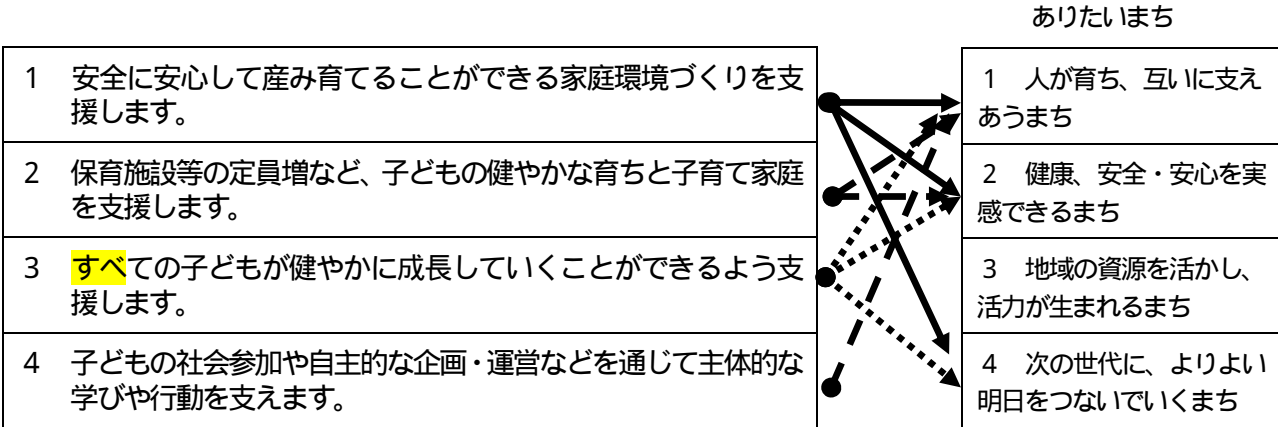 ありたいまち
1 安全に安心して産み育てることができる家庭環境づくりを支
援します。
2 保育施設等の定員増など、子どもの健やかな育ちと子育て家庭
を支援します。
3 すべての子どもが健やかに成長していくことができるよう支
援します。
4 子どもの社会参加や自主的な企画・運営などを通じて主体的な
学びや行動を支えます。
1 人が育ち、互いに支え
あうまち
2 健康、安全・安心を実
感できるまち
3 地域の資源を活かし、
活力が生まれるまち
4 次の世代に、よりよい
明日をつないでいくまち